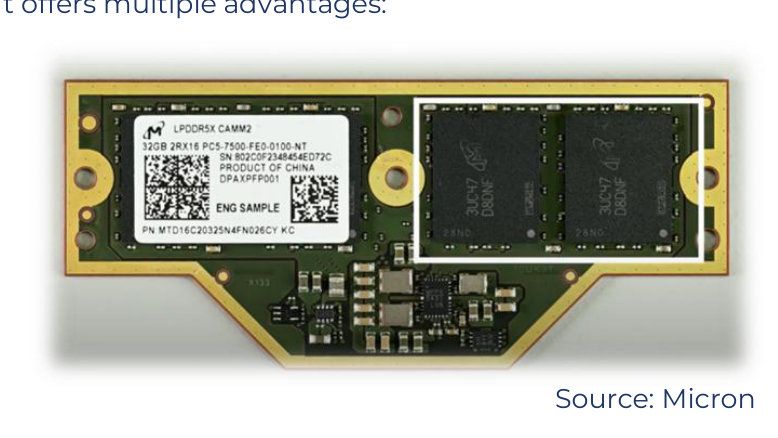 t offers multiple advantages:
LPDDR5X CAMM2
32GB 2RX16 PC5-7500-FE0-0100-NT
SN 802C0F2348454ED72C
PRODUCT OF CHINA
DPAXPFP001
ENG SAMPLE
PN MTD16C20325N4FN026CY KC
3UC47
D8DNF
3UC47
D8DNF
X133
Source: Micron